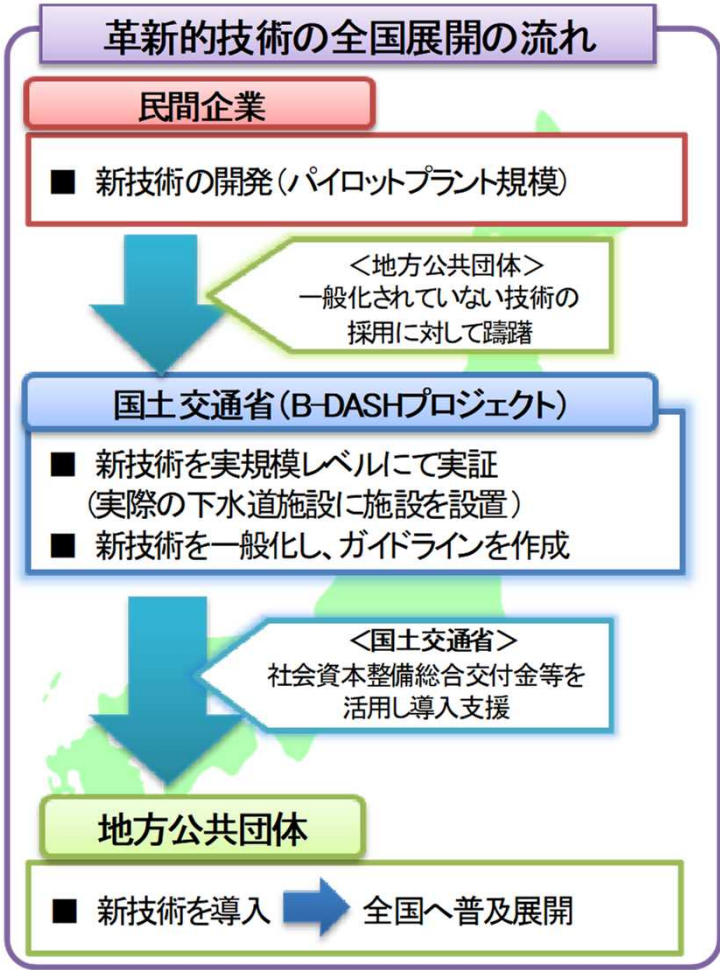 革新的技術の全国展開の流れ
民間企業
■ 新技術の開発(パイロットプラント規模)
＜地方公共団体＞
一般化されていない技術の
採用に対して躊躇
国土交通省(B-DASHプロジェクト)
■ 新技術を実規模レベルにて実証
(実際の下水道施設に施設を設置)
■ 新技術を一般化し、ガイドラインを作成
＜国土交通省＞
社会資本整備総合交付金等を
活用し導入支援
地方公共団体
■ 新技術を導入 全国へ普及展開